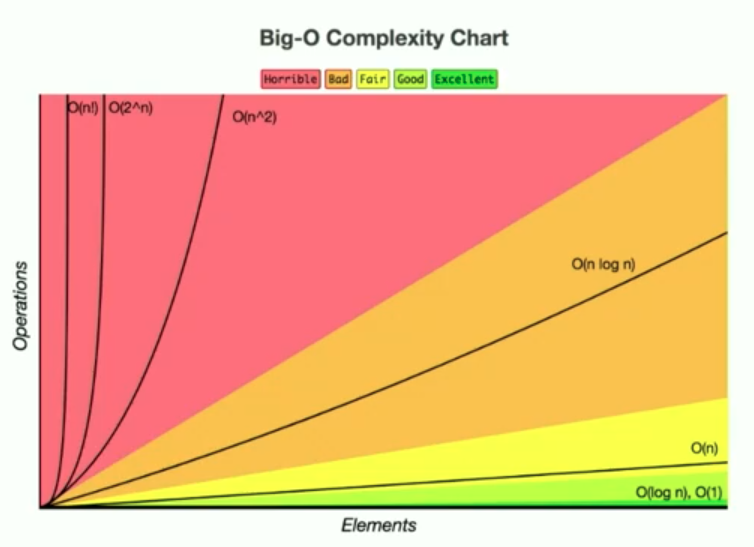 Big-O Complexity Chart
Horrible Bad Fair Good Excellent
O(n!) O(2^n)
O(n^2)
O(n log n)
O(n)
O(log n), O(1)
Operations
Elements